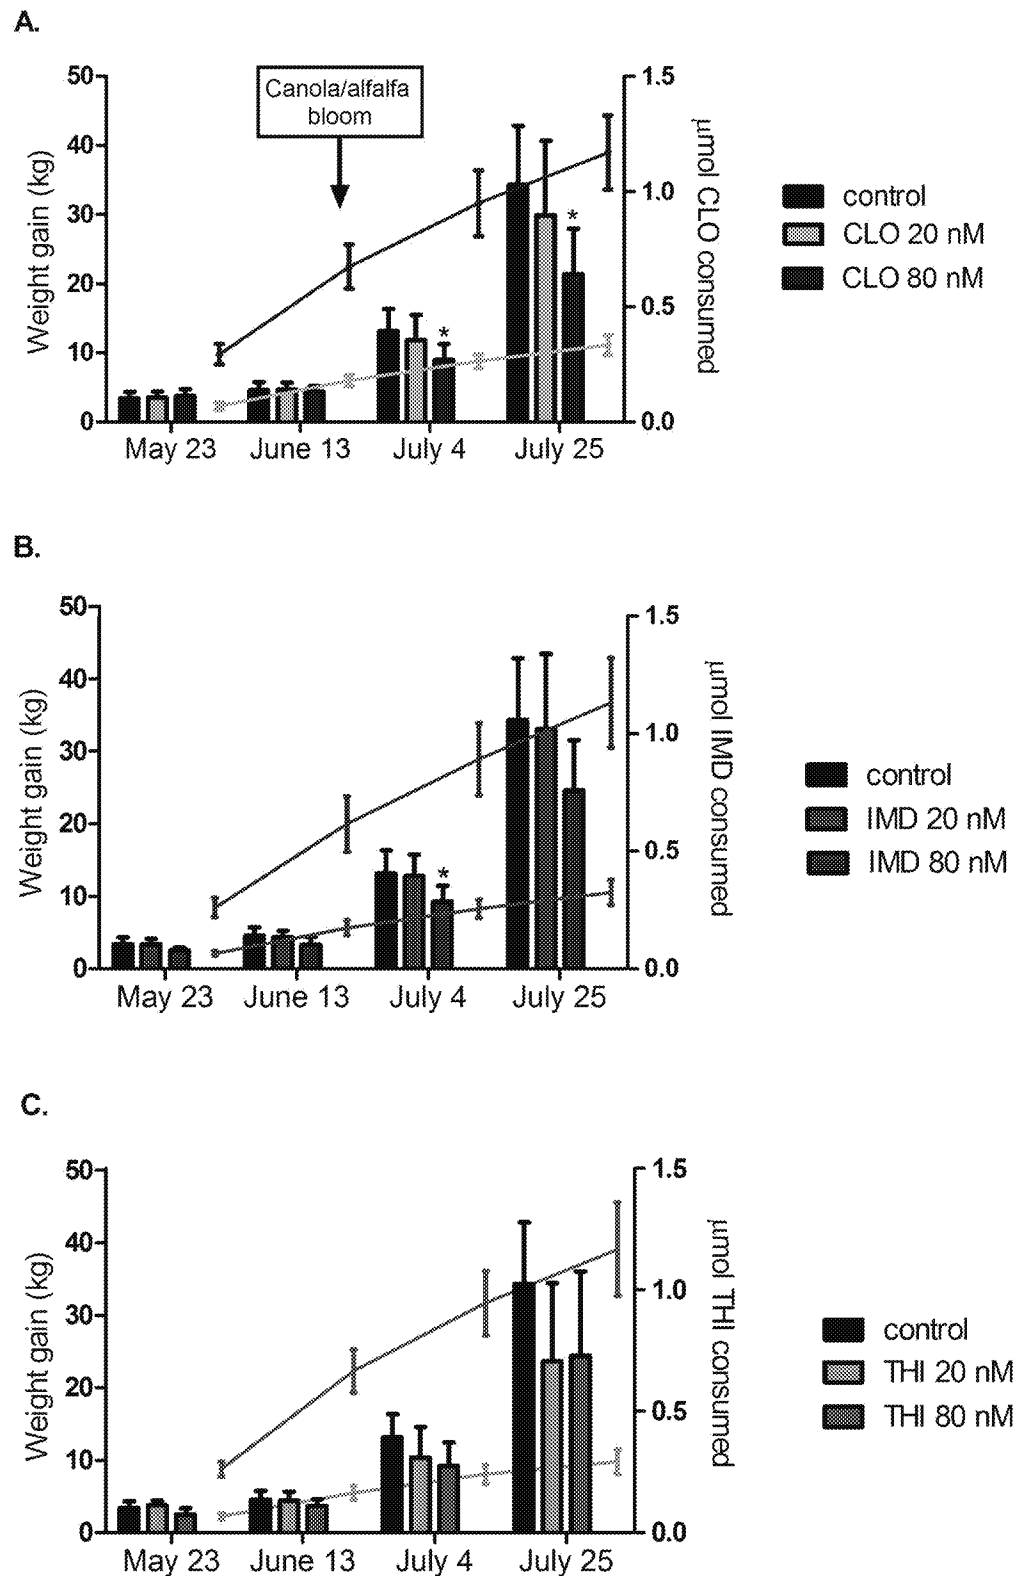 A.
Canola/alfalfa
bloom
50
40
30
20
10
0
Weight gain (kg)
1.5
1.0
0.5
0.0
μmol CLO consumed
*
*
May 23 June 13 July 4 July 25
control
CLO 20 nM
CLO 80 nM
B.
50
40
30
20
10
0
Weight gain (kg)
1.5
1.0
0.5
0.0
μmol IMD consumed
*
May 23 June 13 July 4 July 25
control
IMD 20 nM
IMD 80 nM
C.
50
40
30
20
10
0
Weight gain (kg)
1.5
1.0
0.5
0.0
μmol THI consumed
May 23 June 13 July 4 July 25
control
THI 20 nM
THI 80 nM